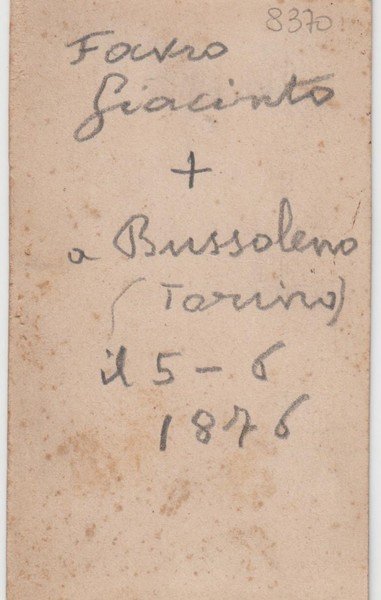 8370
Favro
Giacinto
+
a Bussoleno
(Torino)
il 5-6
1876